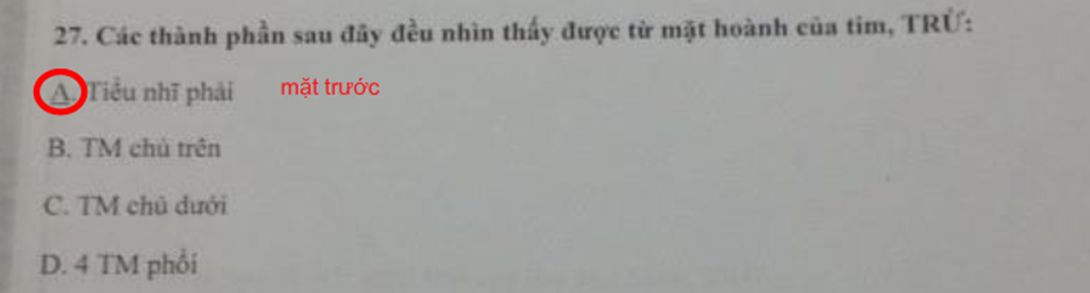 27. Các thành phần sau đây đều nhìn thấy được từ mặt hoành của tim, TRỪ:
A. Tiểu nhĩ phải mặt trước
B. TM chủ trên
C. TM chủ dưới
D. 4 TM phổi